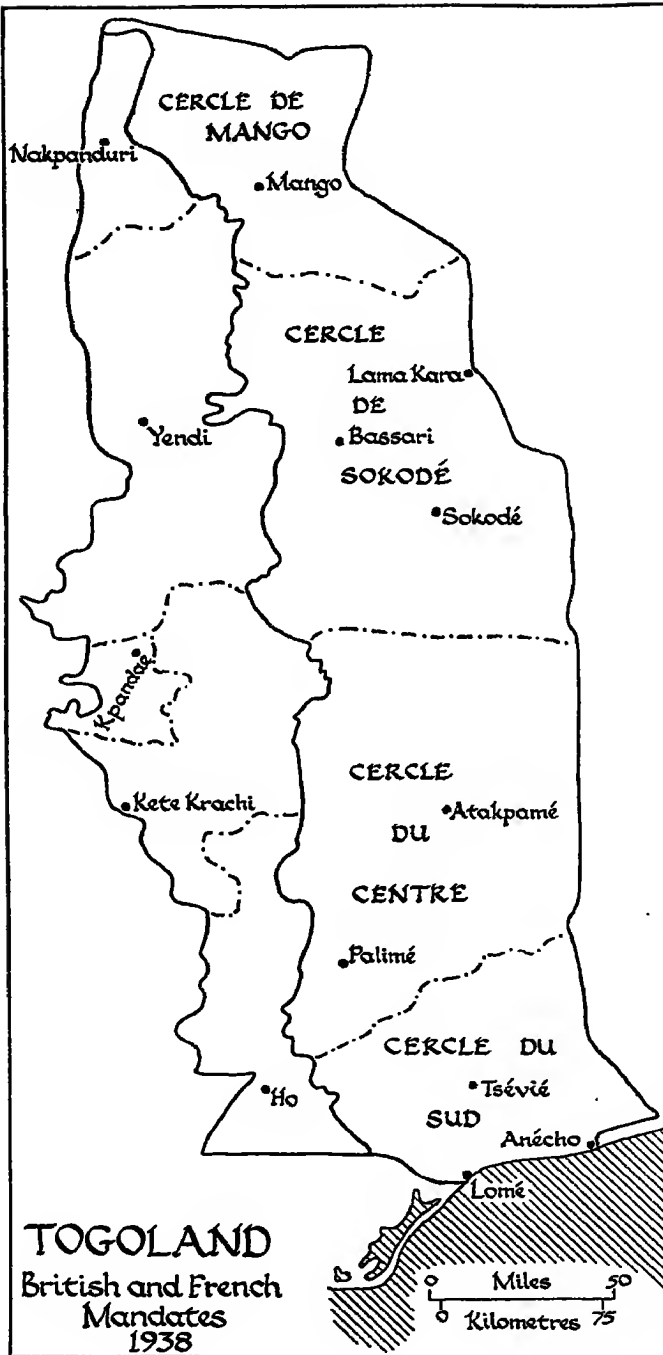 CERCLE DE
MANGO
Nakpanduri
Mango
CERCLE
Lama Kara
DE
Bassari
Yendi
SOKODÉ
Sokodé
Kpandae
CERCLE
Kete Krachi
Atakpamé
DU
CENTRE
Palimé
CERCLE DU
Tsévié
Ho
SUD
Anécho
Lomé
TOGOLAND
British and French
Mandates
1938
0 Miles 50
0 Kilometres 75